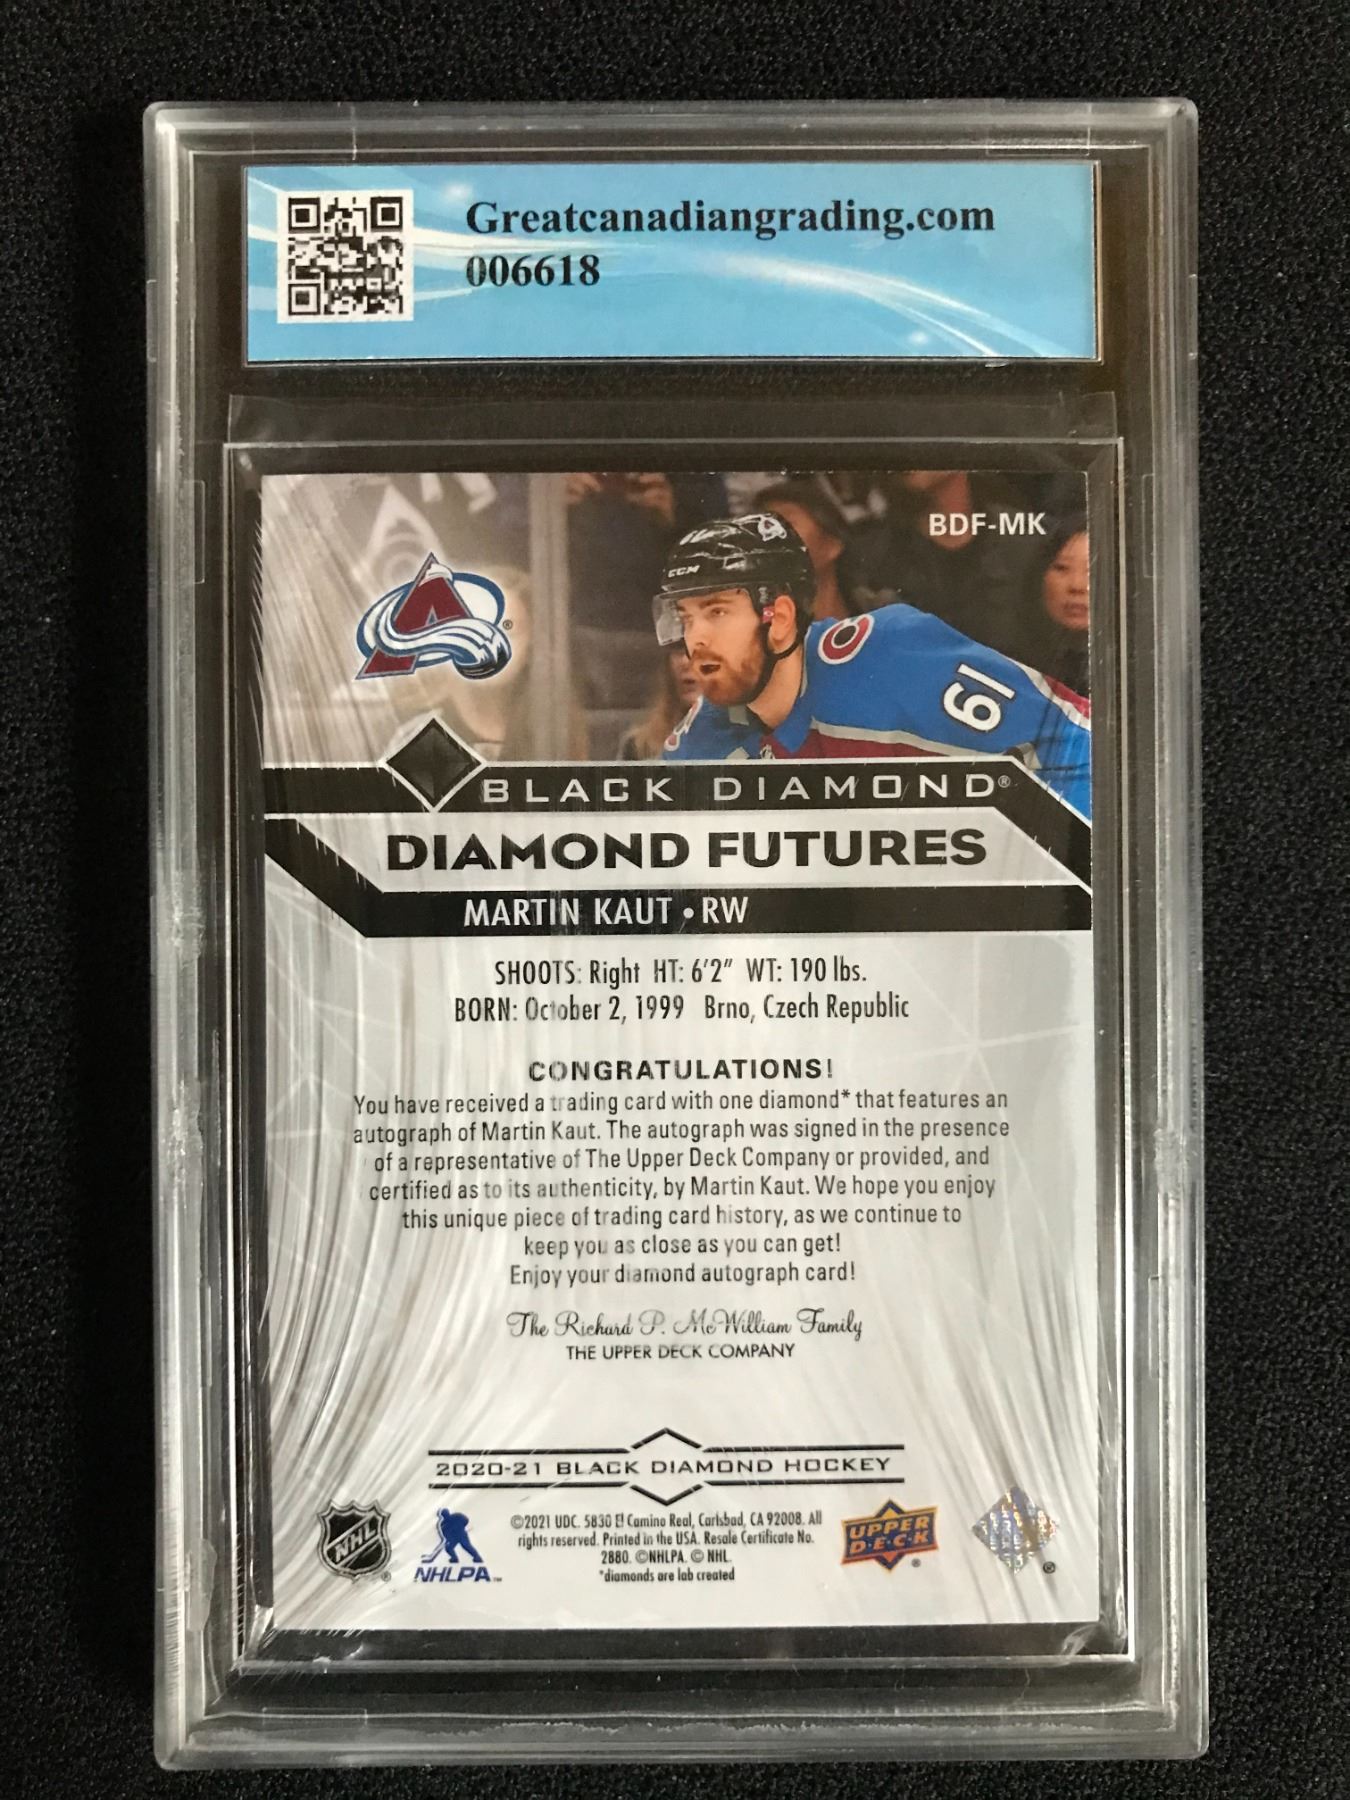 Greatcanadiangrading.com
006618
BDF-MK
CCM
A
®
61
BLACK DIAMOND®
DIAMOND FUTURES
MARTIN KAUT • RW
SHOOTS: Right HT: 6'2" WT: 190 lbs.
BORN: October 2, 1999 Brno, Czech Republic
CONGRATULATIONS!
You have received a trading card with one diamond* that features an
autograph of Martin Kaut. The autograph was signed in the presence
of a representative of The Upper Deck Company or provided, and
certified as to its authenticity, by Martin Kaut. We hope you enjoy
this unique piece of trading card history, as we continue to
keep you as close as you can get!
Enjoy your diamond autograph card!
The Richard P. McWilliam Family
THE UPPER DECK COMPANY
2020-21 BLACK DIAMOND HOCKEY
NHL ®
NHLPA™
©2021 UDC. 5830 El Camino Real, Carlsbad, CA 92008. All
rights reserved. Printed in the USA. Resale Certificate No.
2880. ©NHLPA. © NHL.
*diamonds are lab created
UPPER
D·E·C·K ®
®